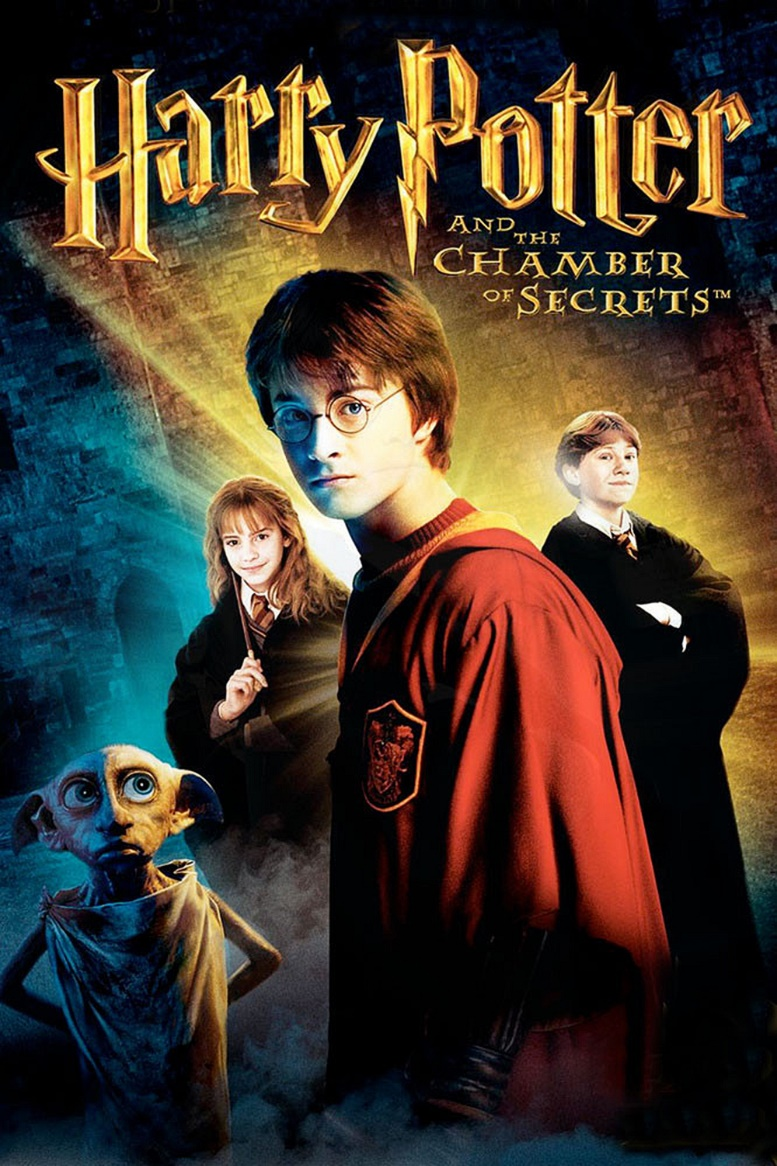 Harry Potter
AND THE
CHAMBER
OF SECRETS™